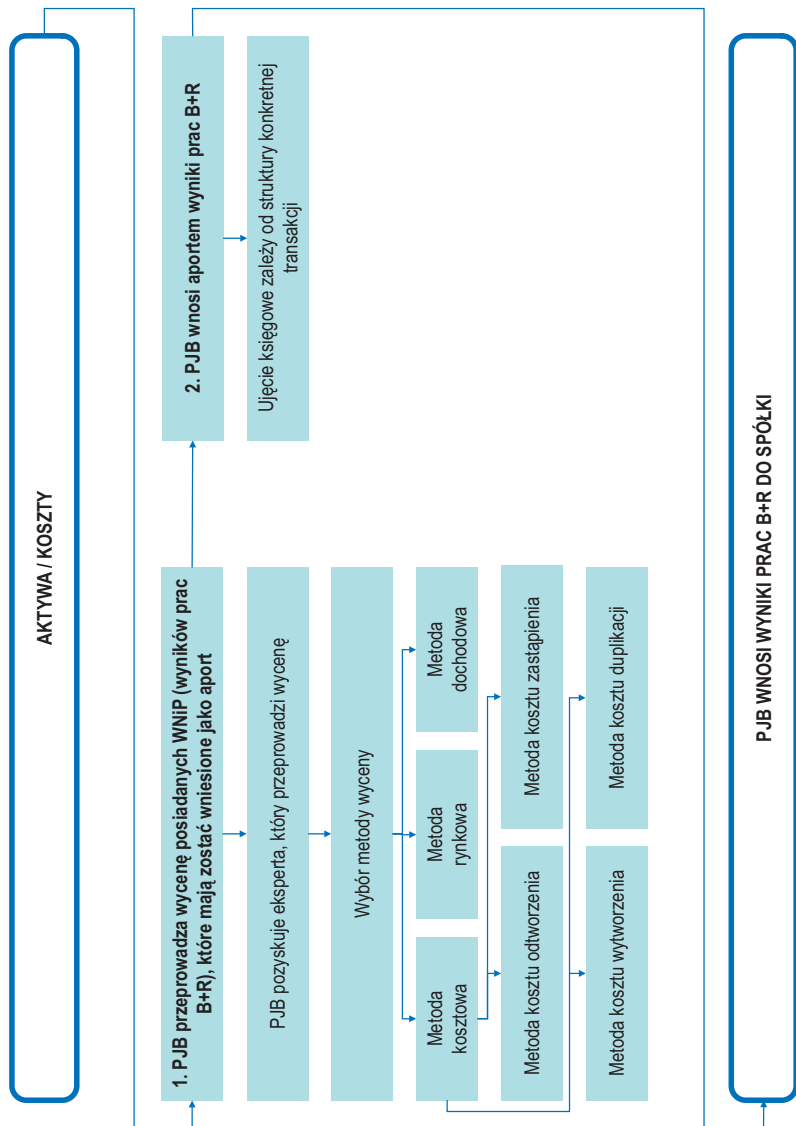 AKTYWA / KOSZTY
1. PJB przeprowadza wycenę posiadanych WNiP (wyników prac
B+R), które mają zostać wniesione jako aport
PJB pozyskuje eksperta, który przeprowadzi wycenę
Wybór metody wyceny
Metoda
kosztowa
Metoda
rynkowa
Metoda
dochodowa
Metoda kosztu odtworzenia
Metoda kosztu zastąpienia
Metoda kosztu wytworzenia
Metoda kosztu duplikacji
2. PJB wnosi aportem wyniki prac B+R
Ujęcie księgowe zależy od struktury konkretnej
transakcji
PJB WNOSI WYNIKI PRAC B+R DO SPÓŁKI